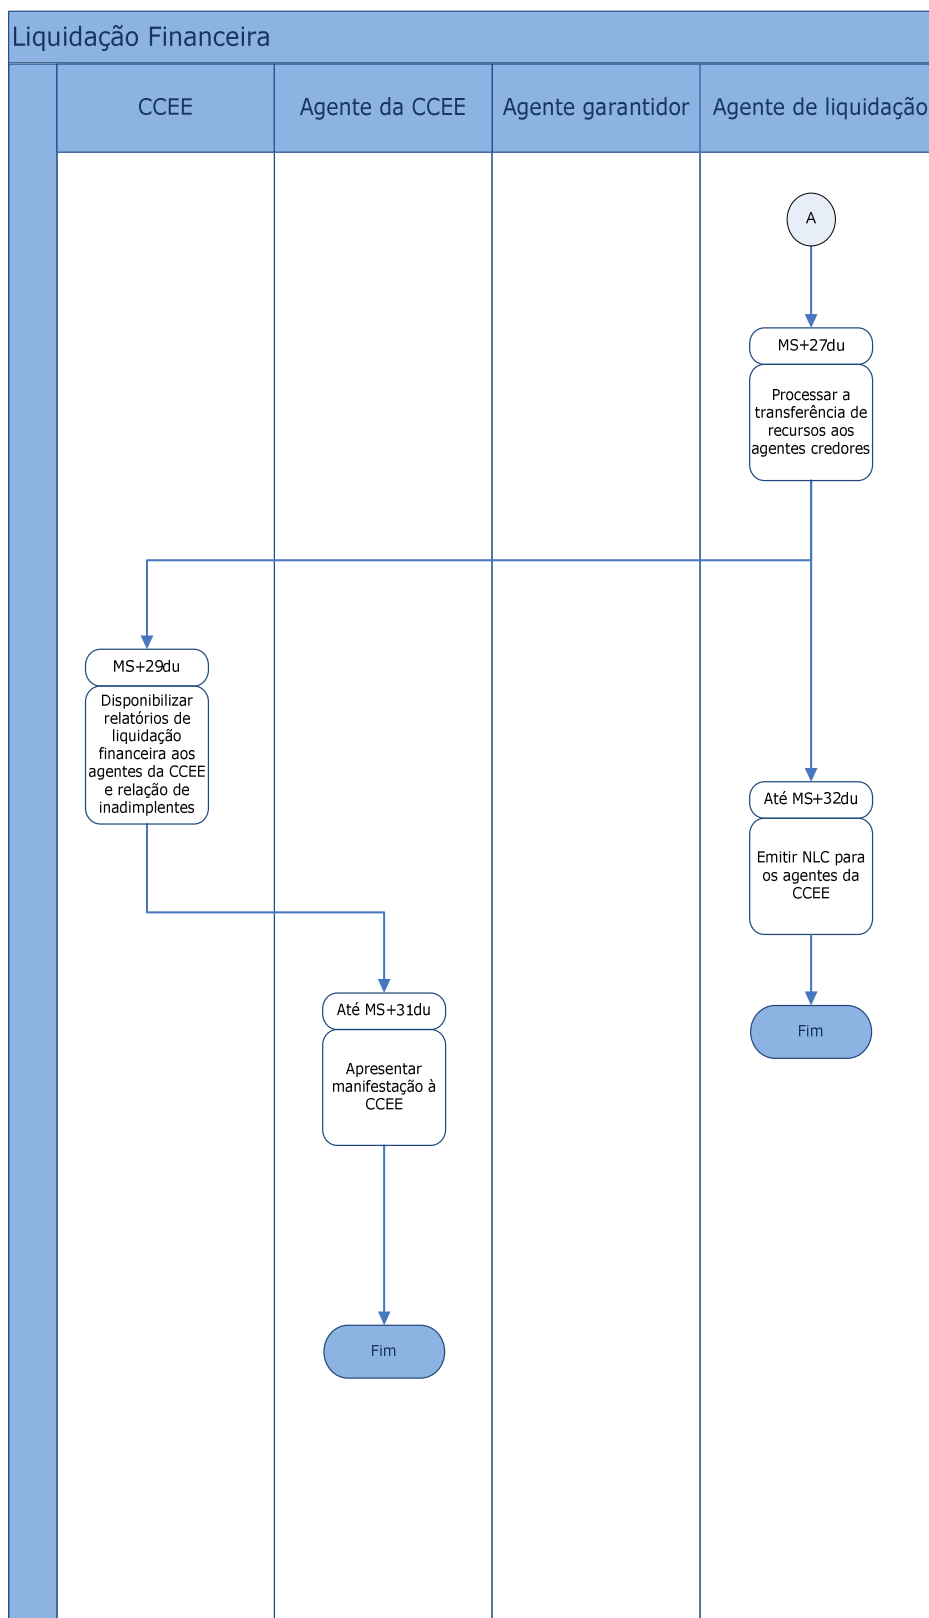 Liquidação Financeira
CCEE
Agente da CCEE
Agente garantidor
Agente de liquidação
A
MS+27du
Processar a
transferência de
recursos aos
agentes credores
MS+29du
Disponibilizar
relatórios de
liquidação
financeira aos
agentes da CCEE
e relação de
inadimplentes
Até MS+32du
Emitir NLC para
os agentes da
CCEE
Até MS+31du
Apresentar
manifestação à
CCEE
Fim
Fim